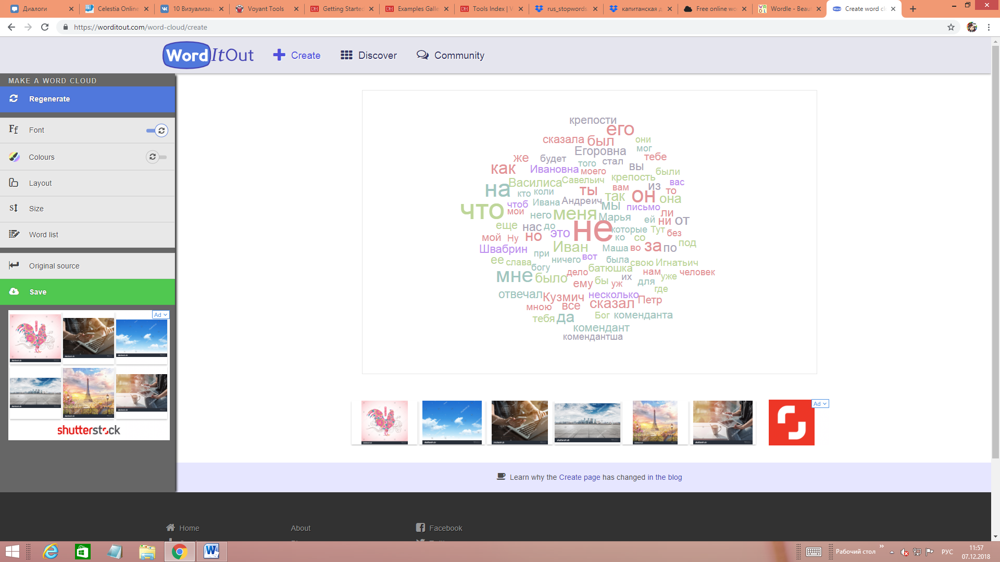 Диалоги
Celestia Online
10 Визуализац
Voyant Tools
Getting Started
Examples Galle
Tools Index | V
rus_stopwords
капитанская д
Free online wo
Wordle - Beau
Create word cl
https://worditout.com/word-cloud/create
WordItOut
Create
Discover
Community
MAKE A WORD CLOUD
Regenerate
Font
Colours
Layout
Size
Word list
Original source
Save
Ad
shutterstock
крепости
его
сказала был они
Егоровна мог
же будет того стал тебе
как Ивановна моего вы были
на Василиса Савельич крепость вас
кто коли ты вам из то
что чтоб Ивана Андреич так он она
мои него меня мы письмо ли
Марья ей ни от
еще нас до не которые Тут без
мой Ну но это ко со
Швабрин Иван Маша во за по под
ее слава при ничего вот была свою Игнатьич
богу батюшка
мне было дело их нам уже человек
ему бы уж для где
отвечал Кузмич несколько
мною все сказал Петр
тебя да Бог коменданта
комендант
комендантша
Ad
Learn why the Create page has changed in the blog
Home
About
Facebook
Рабочий стол
РУС
11:57
07.12.2018